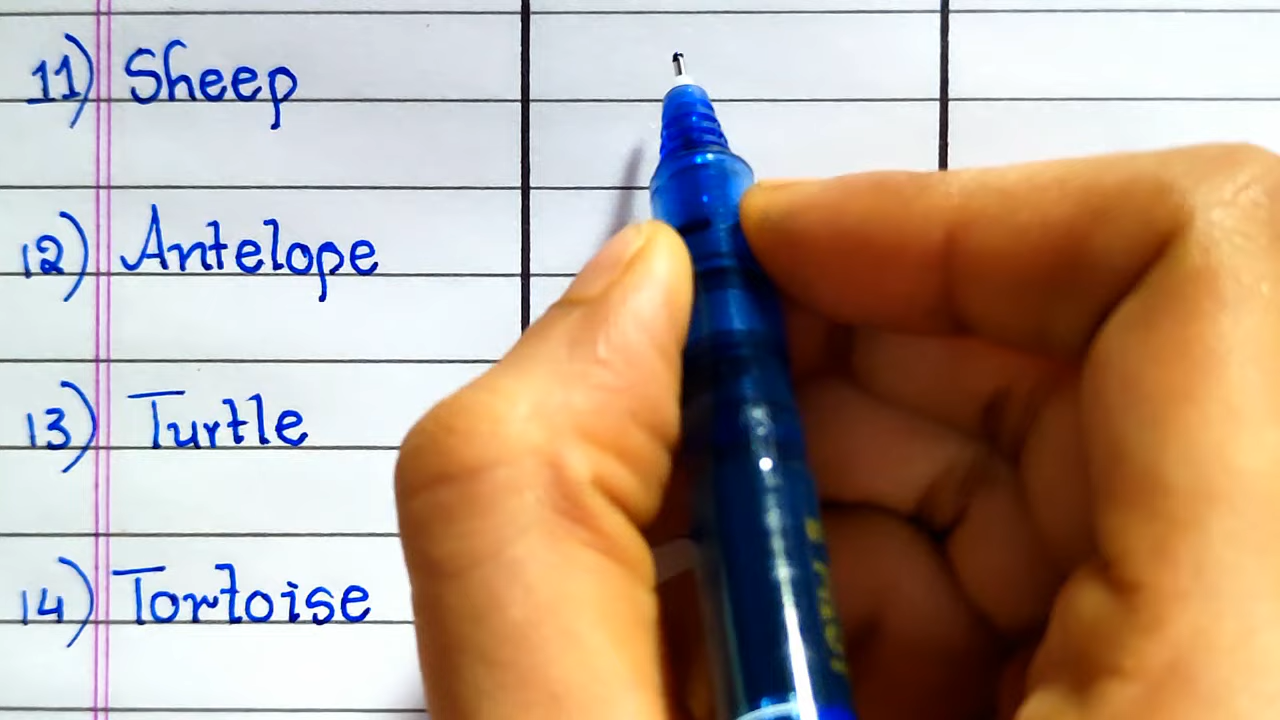 11) Sheep
12) Antelope
13) Turtle
14) Tortoise